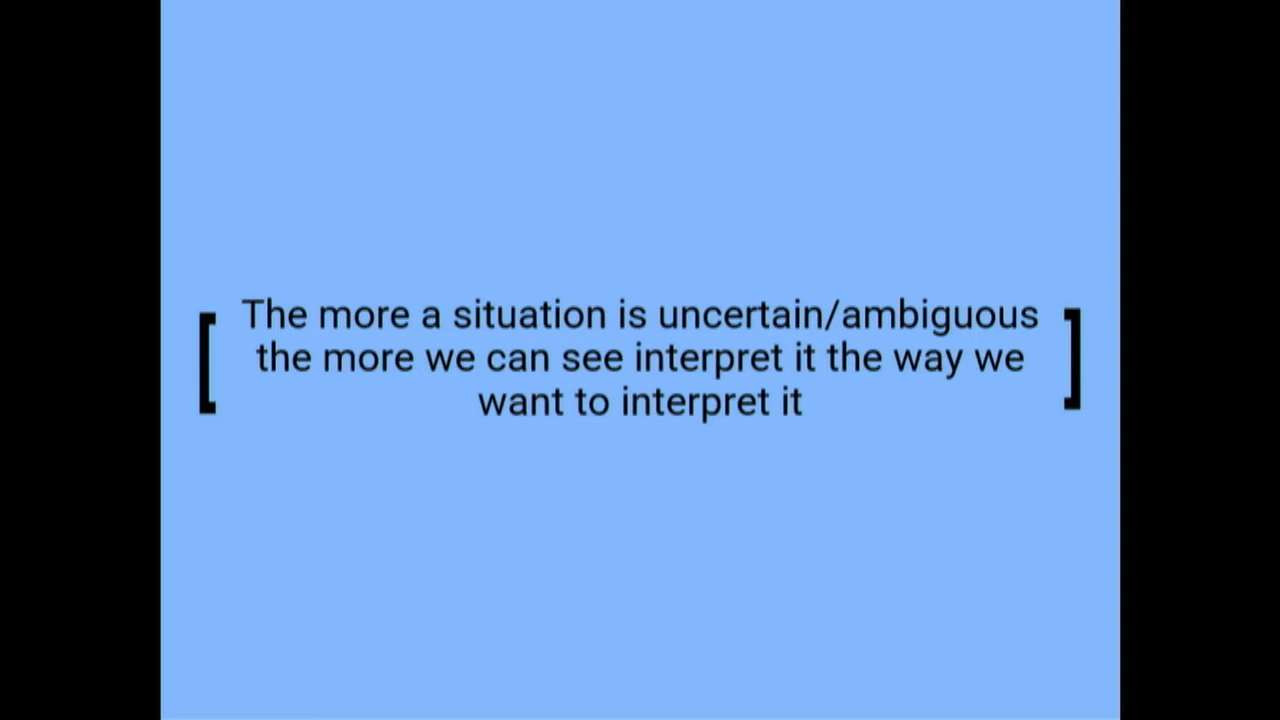 The more a situation is uncertain/ambiguous
the more we can see interpret it the way we
want to interpret it